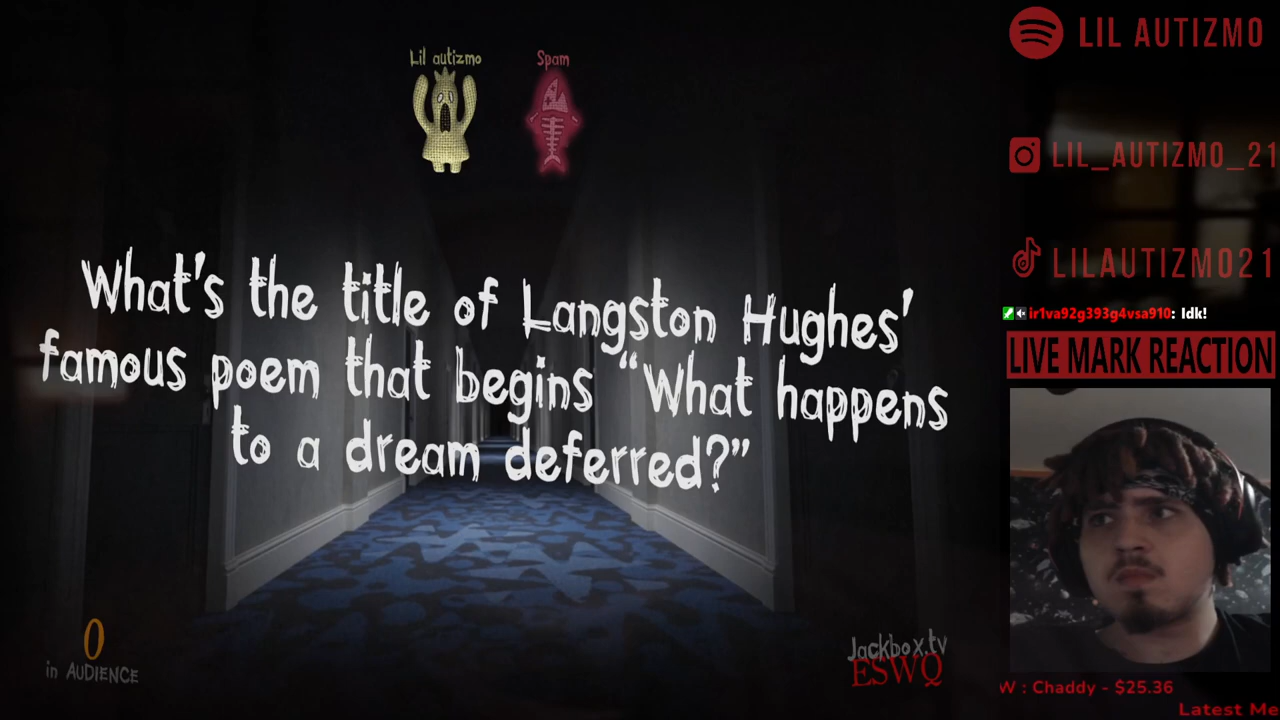 Lil autizmo
Spam
What's the title of Langston Hughes'
famous poem that begins “What happens
to a dream deferred?”
0
in AUDIENCE
Jackbox.tv
ESWQ
LIL AUTIZMO
LIL_AUTIZMO_21
LILAUTIZMO21
ir1va92g393g4vsa910: Idk!
LIVE MARK REACTION
W : Chaddy - $25.36
Latest Me